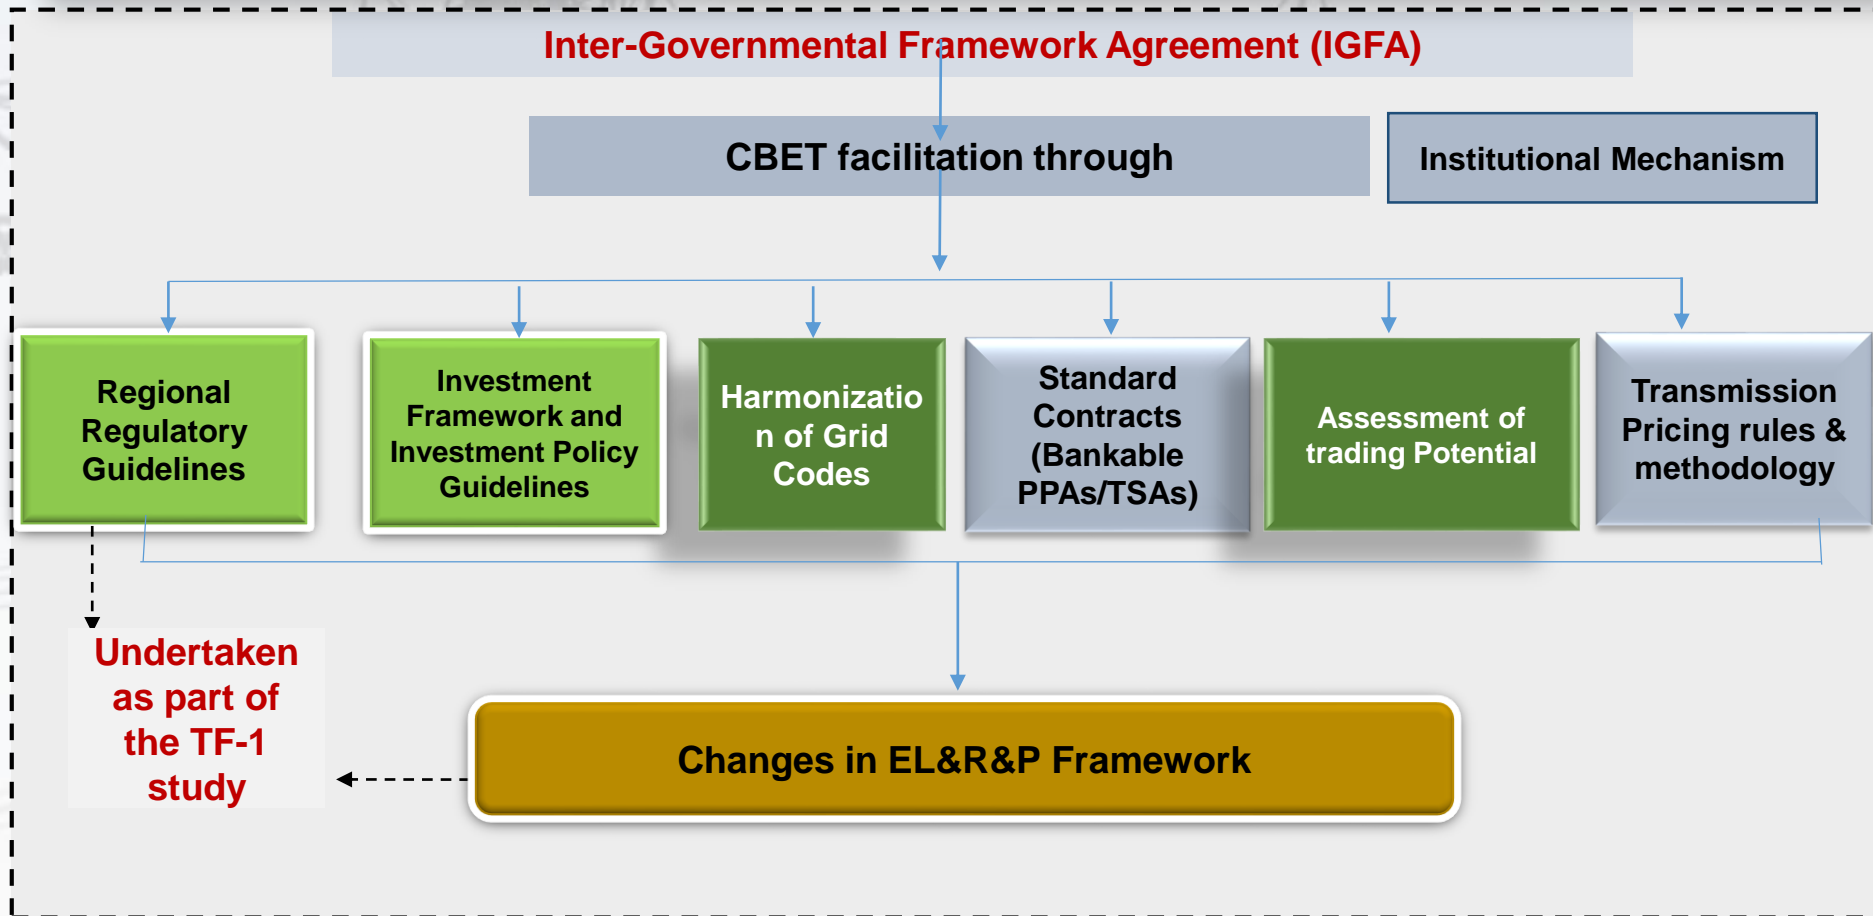 Inter-Governmental Framework Agreement (IGFA)
CBET facilitation through
Institutional Mechanism
Regional
Regulatory
Guidelines
Investment
Framework and
Investment Policy
Guidelines
Harmonizatio
n of Grid
Codes
Standard
Contracts
(Bankable
PPAs/TSAs)
Assessment of
trading Potential
Transmission
Pricing rules &
methodology
Undertaken
as part of
the TF-1
study
Changes in EL&R&P Framework